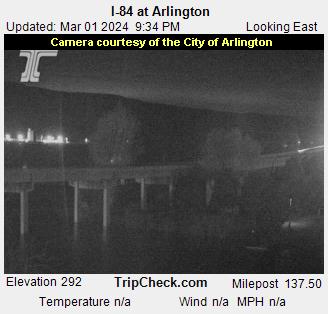 I-84 at Arlington
Updated: Mar 01 2024 9:34 PM Looking East
Camera courtesy of the City of Arlington
Elevation 292 TripCheck.com Milepost 137.50
Temperature n/a Wind n/a MPH n/a